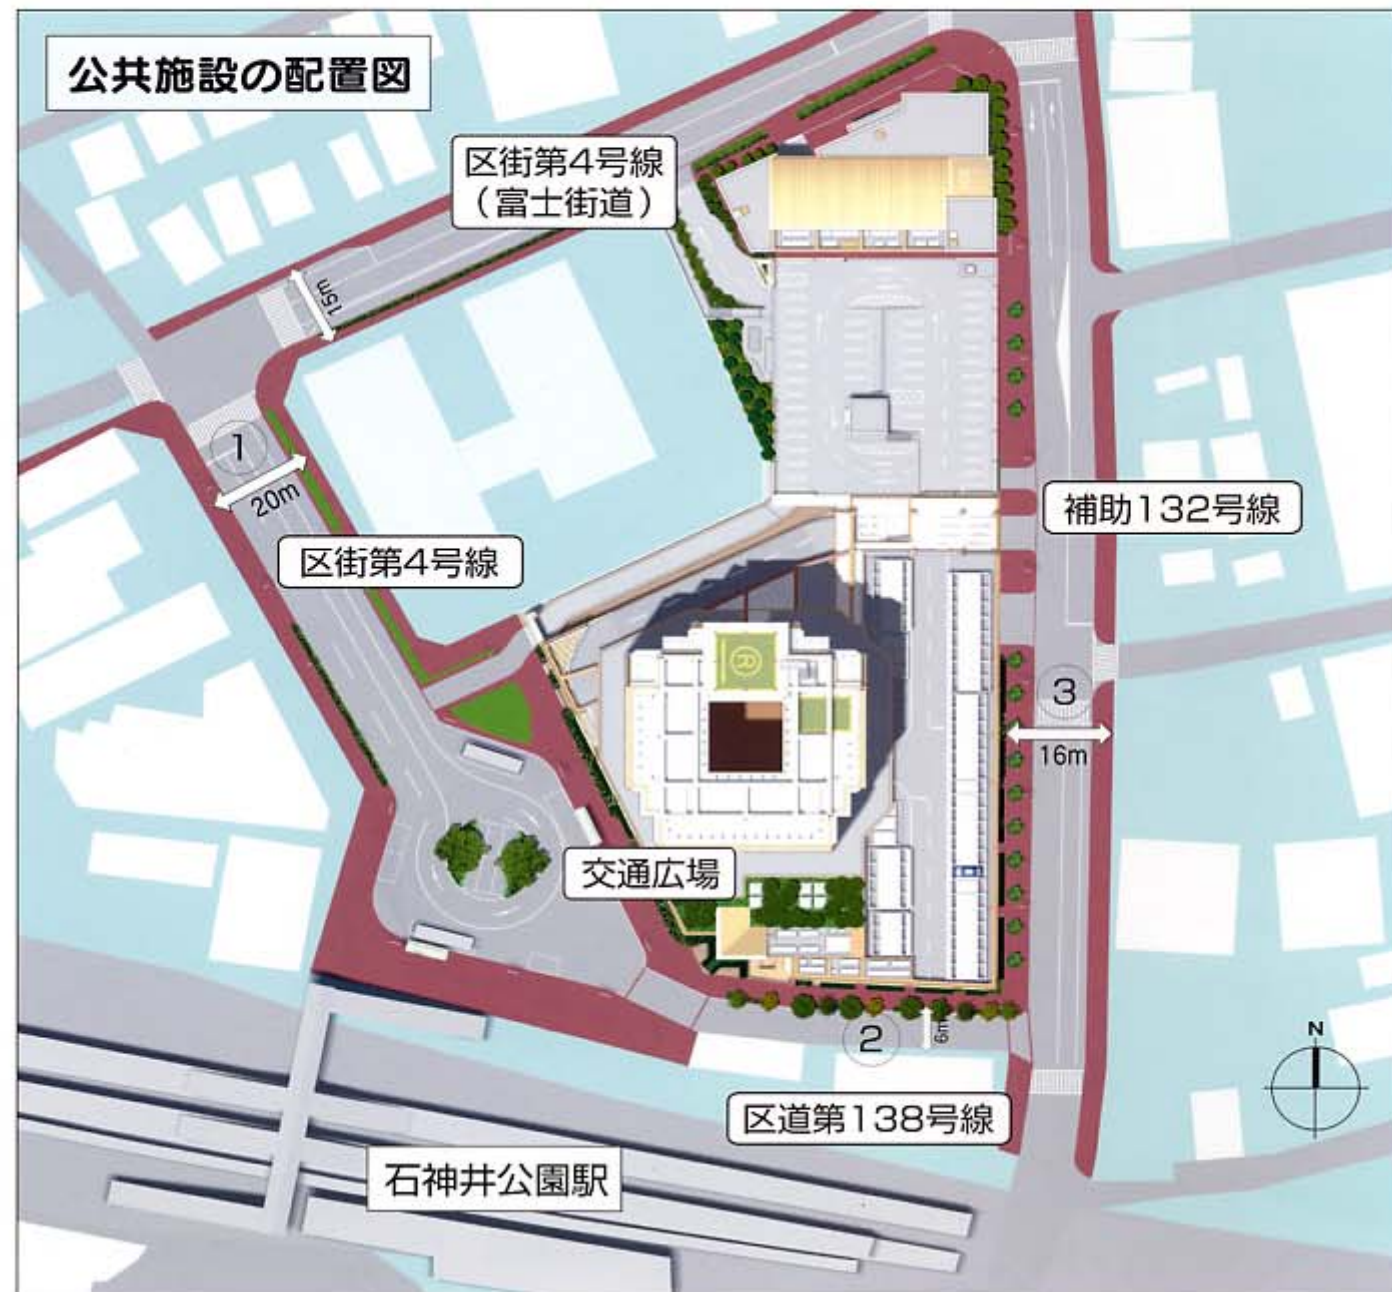 公共施設の配置図
区街第4号線
(富士街道)
15m
1
20m
区街第4号線
補助132号線
R
3
16m
交通広場
2
6m
区道第138号線
N
石神井公園駅